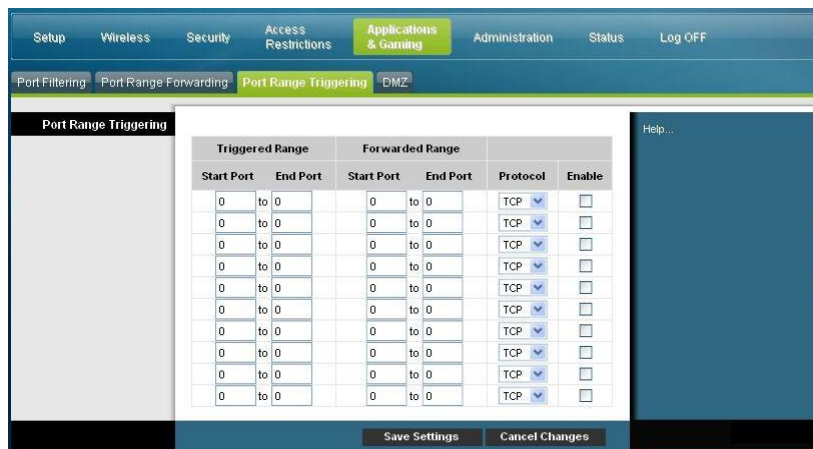 Setup Wireless Security Access Restrictions Applications & Gaming Administration Status Log OFF
Port Filtering Port Range Forwarding Port Range Triggering DMZ
Port Range Triggering
Help...
Triggered Range Forwarded Range
Start Port End Port Start Port End Port Protocol Enable
0 to 0 0 to 0 TCP
0 to 0 0 to 0 TCP
0 to 0 0 to 0 TCP
0 to 0 0 to 0 TCP
0 to 0 0 to 0 TCP
0 to 0 0 to 0 TCP
0 to 0 0 to 0 TCP
0 to 0 0 to 0 TCP
0 to 0 0 to 0 TCP
0 to 0 0 to 0 TCP
Save Settings Cancel Changes